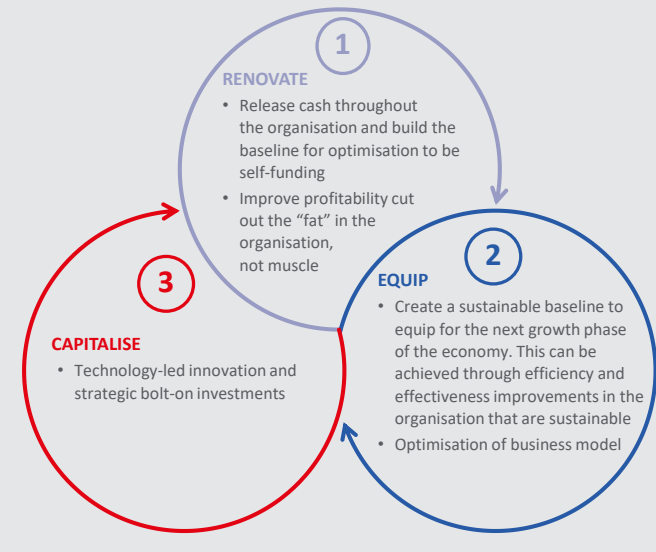 1
RENOVATE
• Release cash throughout
the organisation and build the
baseline for optimisation to be
self-funding
• Improve profitability cut
out the “fat” in the
organisation,
not muscle
2
EQUIP
• Create a sustainable baseline to
equip for the next growth phase
of the economy. This can be
achieved through efficiency and
effectiveness improvements in the
organisation that are sustainable
• Optimisation of business model
3
CAPITALISE
• Technology-led innovation and
strategic bolt-on investments